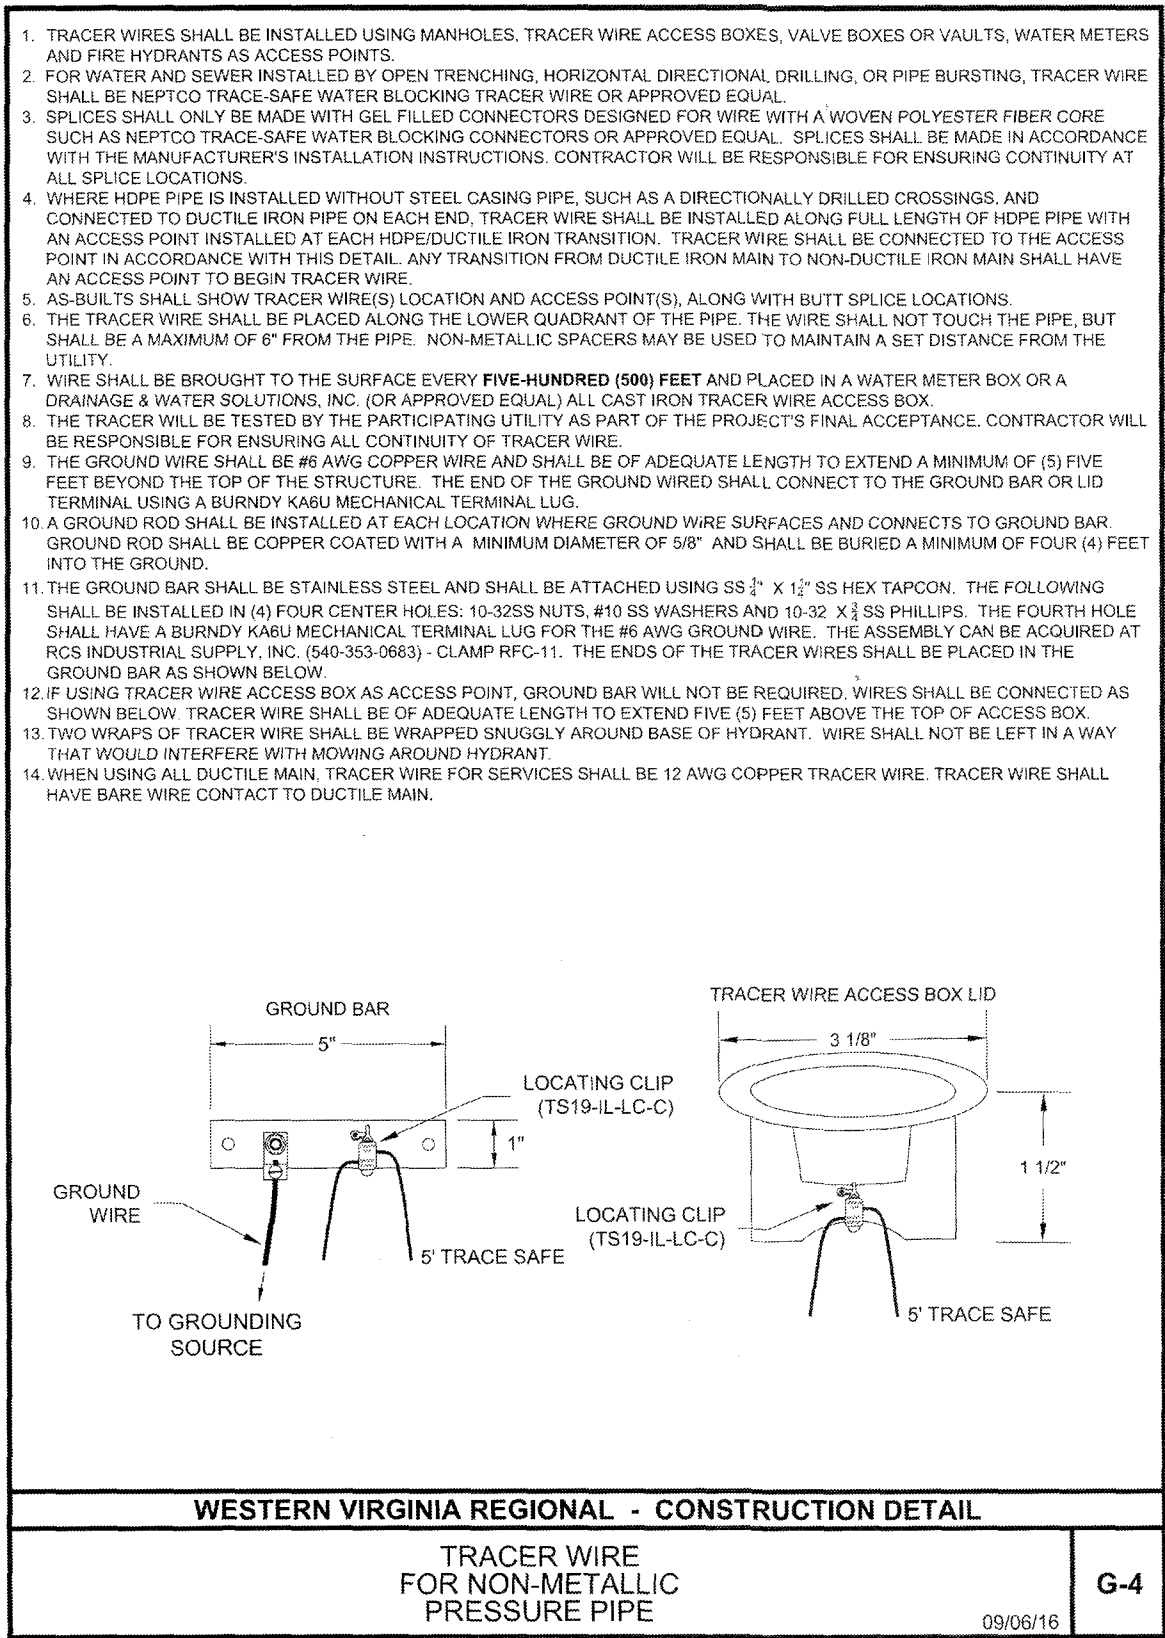 1. TRACER WIRES SHALL BE INSTALLED USING MANHOLES, TRACER WIRE ACCESS BOXES, VALVE BOXES OR VAULTS, WATER METERS
AND FIRE HYDRANTS AS ACCESS POINTS.
2. FOR WATER AND SEWER INSTALLED BY OPEN TRENCHING, HORIZONTAL DIRECTIONAL DRILLING, OR PIPE BURSTING, TRACER WIRE
SHALL BE NEPTCO TRACE-SAFE WATER BLOCKING TRACER WIRE OR APPROVED EQUAL.
3. SPLICES SHALL ONLY BE MADE WITH GEL FILLED CONNECTORS DESIGNED FOR WIRE WITH A WOVEN POLYESTER FIBER CORE
SUCH AS NEPTCO TRACE-SAFE WATER BLOCKING CONNECTORS OR APPROVED EQUAL. SPLICES SHALL BE MADE IN ACCORDANCE
WITH THE MANUFACTURER'S INSTALLATION INSTRUCTIONS. CONTRACTOR WILL BE RESPONSIBLE FOR ENSURING CONTINUITY AT
ALL SPLICE LOCATIONS.
4. WHERE HDPE PIPE IS INSTALLED WITHOUT STEEL CASING PIPE, SUCH AS A DIRECTIONALLY DRILLED CROSSINGS, AND
CONNECTED TO DUCTILE IRON PIPE ON EACH END, TRACER WIRE SHALL BE INSTALLED ALONG FULL LENGTH OF HDPE PIPE WITH
AN ACCESS POINT INSTALLED AT EACH HDPE/DUCTILE IRON TRANSITION. TRACER WIRE SHALL BE CONNECTED TO THE ACCESS
POINT IN ACCORDANCE WITH THIS DETAIL. ANY TRANSITION FROM DUCTILE IRON MAIN TO NON-DUCTILE IRON MAIN SHALL HAVE
AN ACCESS POINT TO BEGIN TRACER WIRE.
5. AS-BUILTS SHALL SHOW TRACER WIRE(S) LOCATION AND ACCESS POINT(S), ALONG WITH BUTT SPLICE LOCATIONS.
6. THE TRACER WIRE SHALL BE PLACED ALONG THE LOWER QUADRANT OF THE PIPE. THE WIRE SHALL NOT TOUCH THE PIPE, BUT
SHALL BE A MAXIMUM OF 6" FROM THE PIPE. NON-METALLIC SPACERS MAY BE USED TO MAINTAIN A SET DISTANCE FROM THE
UTILITY.
7. WIRE SHALL BE BROUGHT TO THE SURFACE EVERY FIVE-HUNDRED (500) FEET AND PLACED IN A WATER METER BOX OR A
DRAINAGE & WATER SOLUTIONS, INC. (OR APPROVED EQUAL) ALL CAST IRON TRACER WIRE ACCESS BOX.
8. THE TRACER WILL BE TESTED BY THE PARTICIPATING UTILITY AS PART OF THE PROJECT'S FINAL ACCEPTANCE. CONTRACTOR WILL
BE RESPONSIBLE FOR ENSURING ALL CONTINUITY OF TRACER WIRE.
9. THE GROUND WIRE SHALL BE #6 AWG COPPER WIRE AND SHALL BE OF ADEQUATE LENGTH TO EXTEND A MINIMUM OF (5) FIVE
FEET BEYOND THE TOP OF THE STRUCTURE. THE END OF THE GROUND WIRED SHALL CONNECT TO THE GROUND BAR OR LID
TERMINAL USING A BURNDY KA6U MECHANICAL TERMINAL LUG.
10. A GROUND ROD SHALL BE INSTALLED AT EACH LOCATION WHERE GROUND WIRE SURFACES AND CONNECTS TO GROUND BAR.
GROUND ROD SHALL BE COPPER COATED WITH A MINIMUM DIAMETER OF 5/8" AND SHALL BE BURIED A MINIMUM OF FOUR (4) FEET
INTO THE GROUND.
11. THE GROUND BAR SHALL BE STAINLESS STEEL AND SHALL BE ATTACHED USING SS ¼" X 1½" SS HEX TAPCON. THE FOLLOWING
SHALL BE INSTALLED IN (4) FOUR CENTER HOLES: 10-32SS NUTS, #10 SS WASHERS AND 10-32 X ¾ SS PHILLIPS. THE FOURTH HOLE
SHALL HAVE A BURNDY KA6U MECHANICAL TERMINAL LUG FOR THE #6 AWG GROUND WIRE. THE ASSEMBLY CAN BE ACQUIRED AT
RCS INDUSTRIAL SUPPLY, INC. (540-353-0683) - CLAMP RFC-11. THE ENDS OF THE TRACER WIRES SHALL BE PLACED IN THE
GROUND BAR AS SHOWN BELOW.
12. IF USING TRACER WIRE ACCESS BOX AS ACCESS POINT, GROUND BAR WILL NOT BE REQUIRED. WIRES SHALL BE CONNECTED AS
SHOWN BELOW. TRACER WIRE SHALL BE OF ADEQUATE LENGTH TO EXTEND FIVE (5) FEET ABOVE THE TOP OF ACCESS BOX.
13. TWO WRAPS OF TRACER WIRE SHALL BE WRAPPED SNUGGLY AROUND BASE OF HYDRANT. WIRE SHALL NOT BE LEFT IN A WAY
THAT WOULD INTERFERE WITH MOWING AROUND HYDRANT.
14. WHEN USING ALL DUCTILE MAIN, TRACER WIRE FOR SERVICES SHALL BE 12 AWG COPPER TRACER WIRE. TRACER WIRE SHALL
HAVE BARE WIRE CONTACT TO DUCTILE MAIN.
GROUND BAR
5"
LOCATING CLIP
(TS19-IL-LC-C)
1"
GROUND
WIRE
5' TRACE SAFE
TO GROUNDING
SOURCE
TRACER WIRE ACCESS BOX LID
3 1/8"
1 1/2"
LOCATING CLIP
(TS19-IL-LC-C)
5' TRACE SAFE
WESTERN VIRGINIA REGIONAL - CONSTRUCTION DETAIL
TRACER WIRE
FOR NON-METALLIC
PRESSURE PIPE
09/06/16
G-4